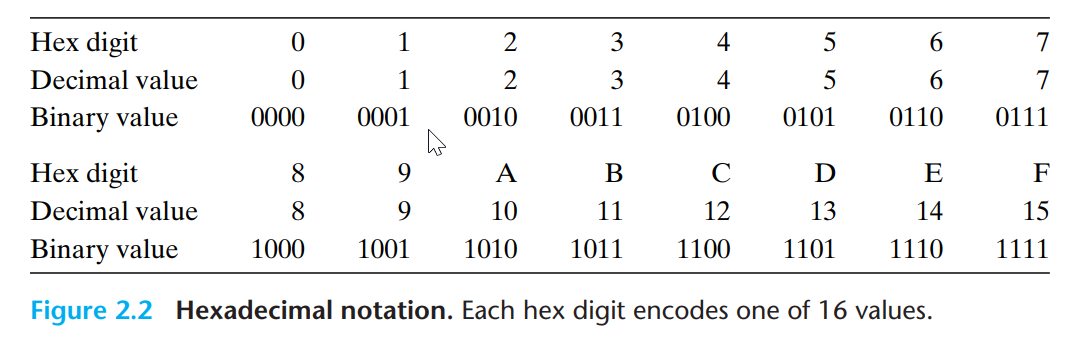 Hex digit 0 1 2 3 4 5 6 7
Decimal value 0 1 2 3 4 5 6 7
Binary value 0000 0001 0010 0011 0100 0101 0110 0111
Hex digit 8 9 A B C D E F
Decimal value 8 9 10 11 12 13 14 15
Binary value 1000 1001 1010 1011 1100 1101 1110 1111
Figure 2.2 Hexadecimal notation. Each hex digit encodes one of 16 values.